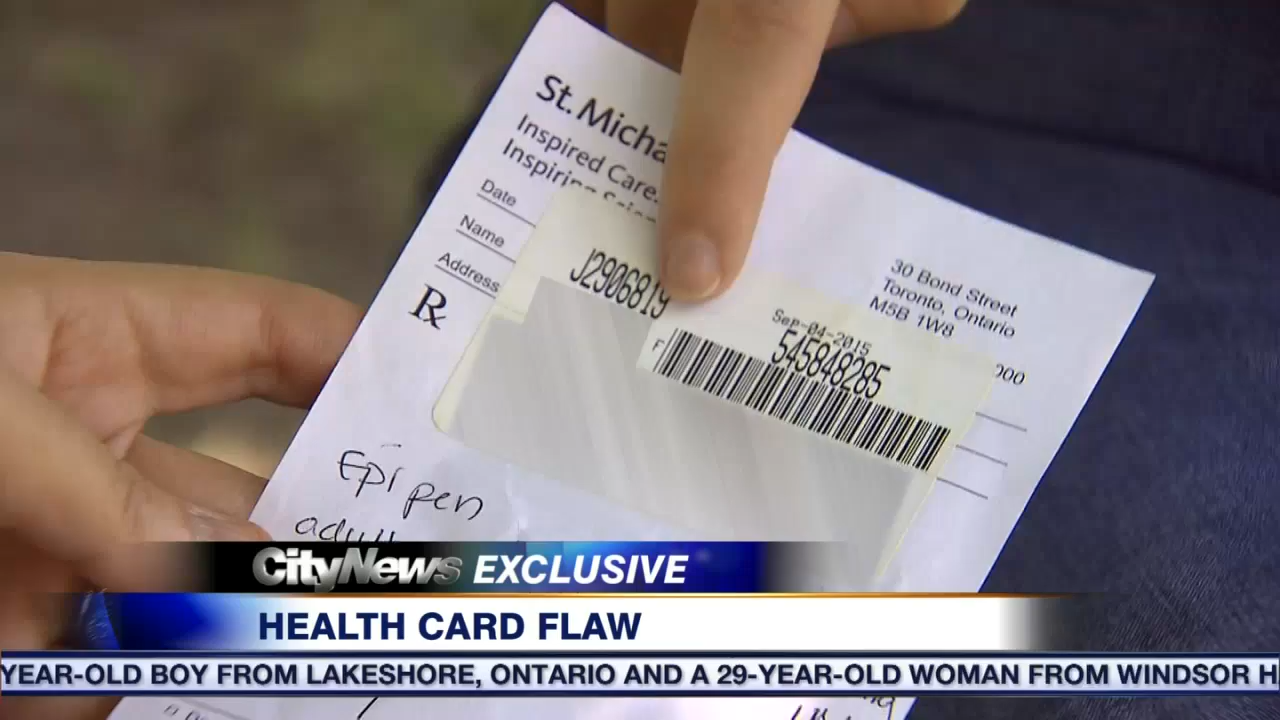 St. Micha
Inspired Care.
Inspiring
Date
Name
Address
Rx
J2906819
30 Bond Street
Toronto, Ontario
M5B 1W8
000
Sep-04-2015
545848285
F
Epi pen
CityNews EXCLUSIVE
HEALTH CARD FLAW
YEAR-OLD BOY FROM LAKESHORE, ONTARIO AND A 29-YEAR-OLD WOMAN FROM WINDSOR H